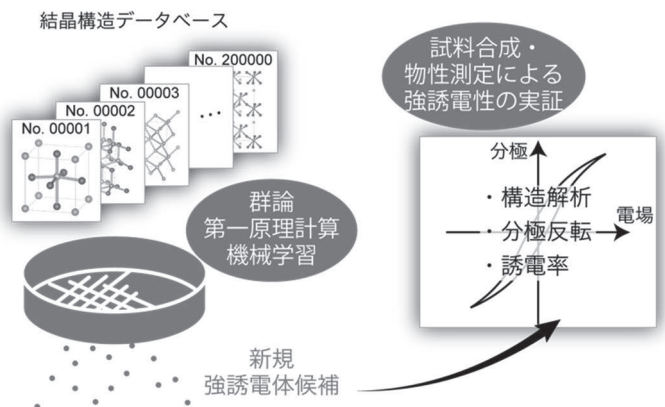 結晶構造データベース
No. 00001
No. 00002
No. 00003
...
No. 200000
群論
第一原理計算
機械学習
新規
強誘電体候補
試料合成・
物性測定による
強誘電性の実証
分極
電場
・構造解析
・分極反転
・誘電率